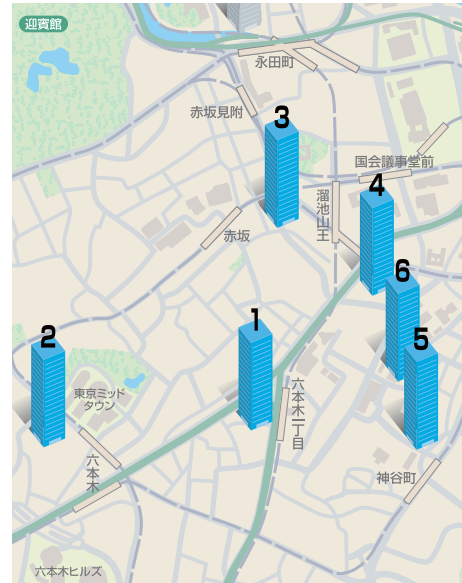 迎賓館
永田町
赤坂見附
3
国会議事堂前
4
溜池山王
赤坂
6
1
2
5
東京ミッド
タウン
六本木一丁目
六本木
神谷町
六本木ヒルズ